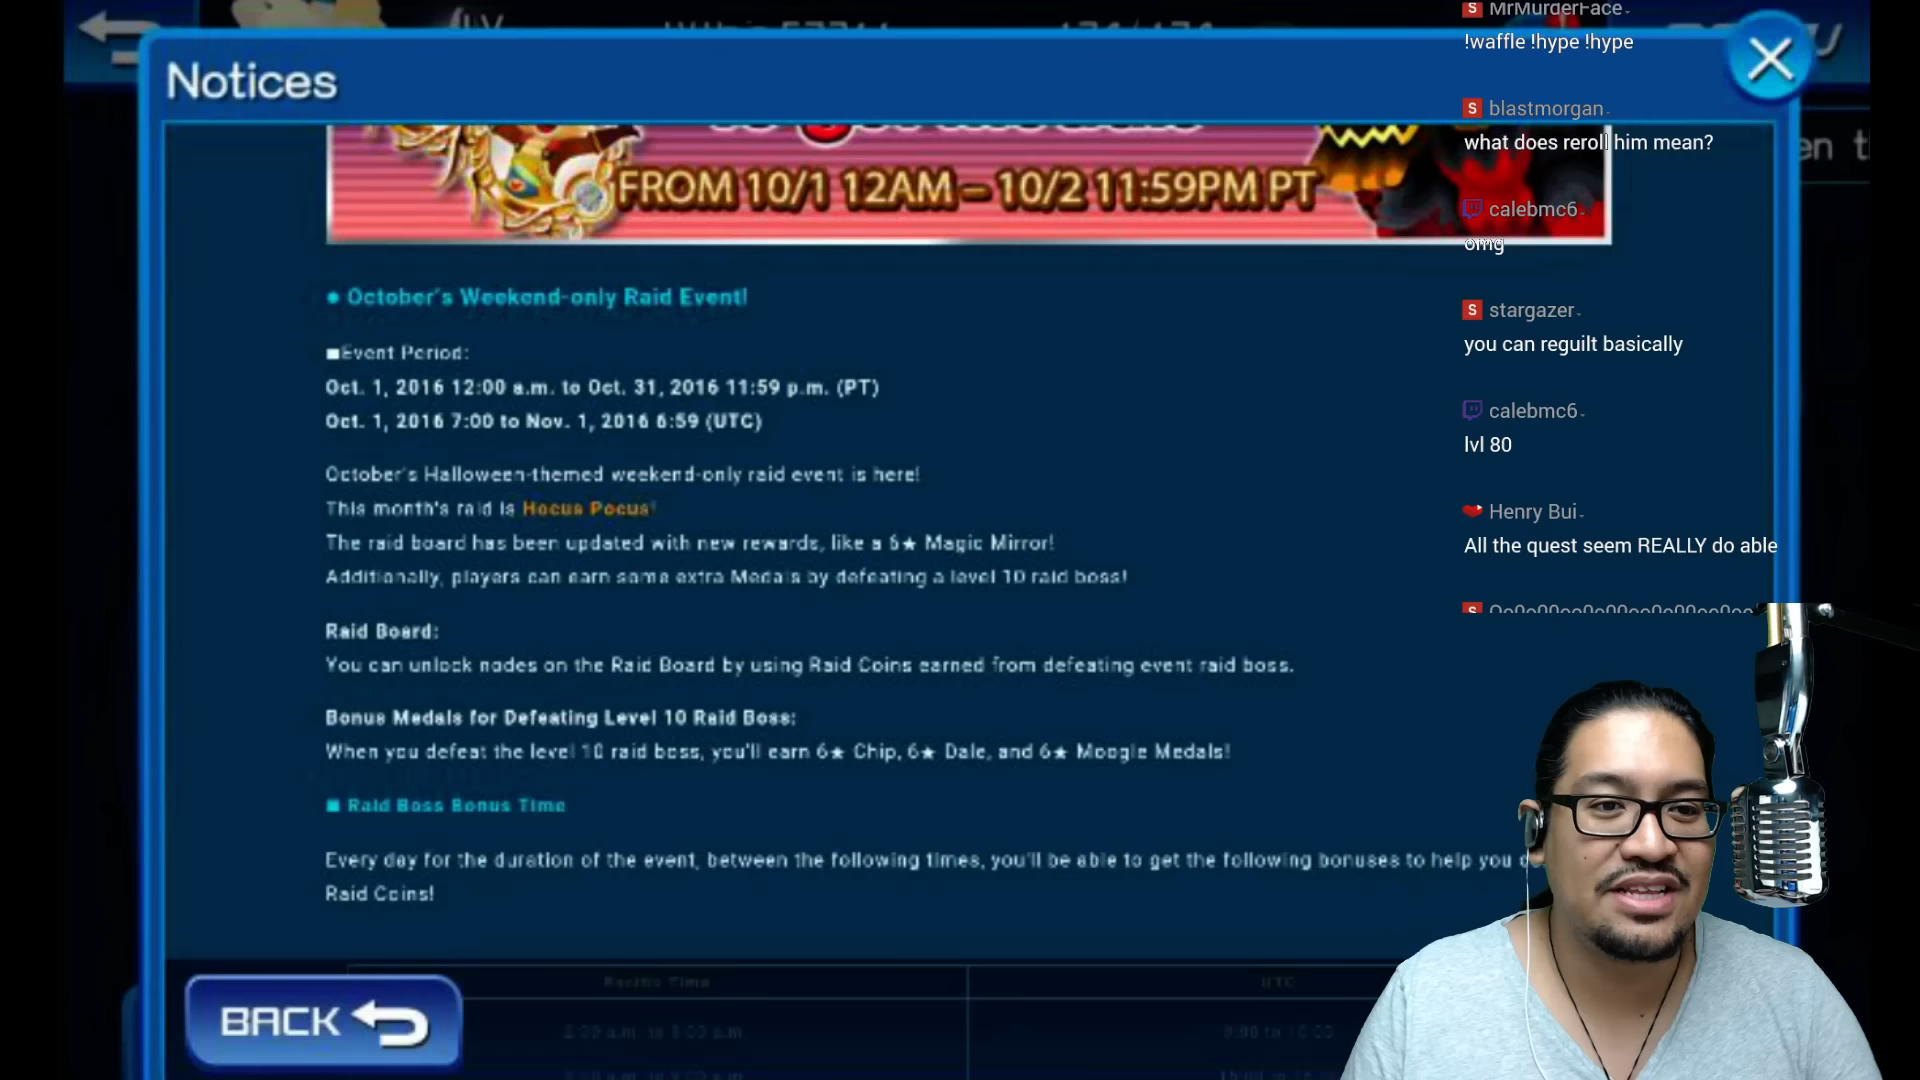 Notices
FROM 10/1 12AM – 10/2 11:59PM PT
● October's Weekend-only Raid Event!
■Event Period:
Oct. 1, 2016 12:00 a.m. to Oct. 31, 2016 11:59 p.m. (PT)
Oct. 1, 2016 7:00 to Nov. 1, 2016 6:59 (UTC)
October's Halloween-themed weekend-only raid event is here!
This month's raid is Hocus Pocus!
The raid board has been updated with new rewards, like a 6★ Magic Mirror!
Additionally, players can earn some extra Medals by defeating a level 10 raid boss!
Raid Board:
You can unlock nodes on the Raid Board by using Raid Coins earned from defeating event raid boss.
Bonus Medals for Defeating Level 10 Raid Boss:
When you defeat the level 10 raid boss, you'll earn 6★ Chip, 6★ Dale, and 6★ Moogle Medals!
■ Raid Boss Bonus Time
Every day for the duration of the event, between the following times, you'll be able to get the following bonuses to help you
Raid Coins!
Pacific Time
UTC
BACK
MrMurderFace
!waffle !hype !hype
blastmorgan
what does reroll him mean?
calebmc6
omg
stargazer
you can reguilt basically
calebmc6
lvl 80
Henry Bui
All the quest seem REALLY do able